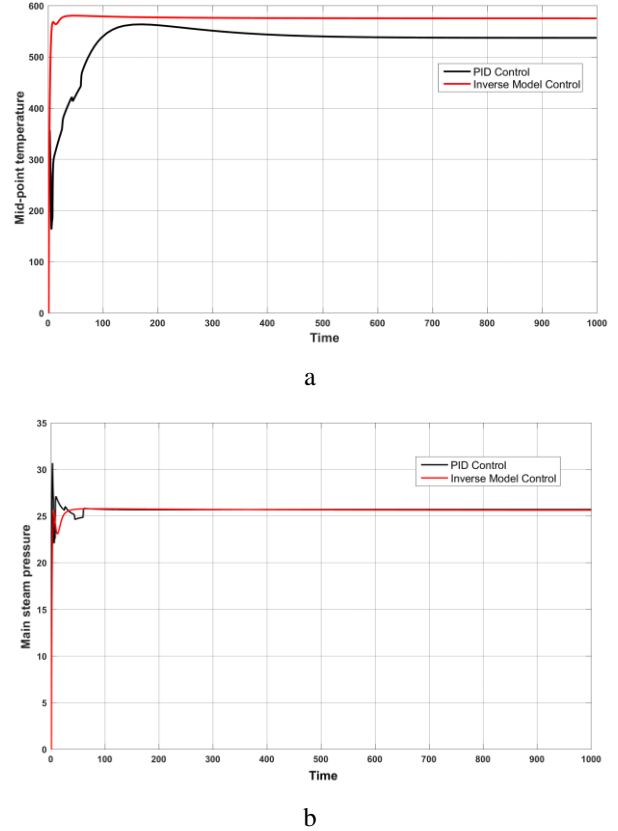 600
500
400
300
200
100
0
Mid-point temperature
PID Control
Inverse Model Control
0 100 200 300 400 500 600 700 800 900 1000
Time
a
35
30
25
20
15
10
5
0
Main steam pressure
PID Control
Inverse Model Control
0 100 200 300 400 500 600 700 800 900 1000
Time
b